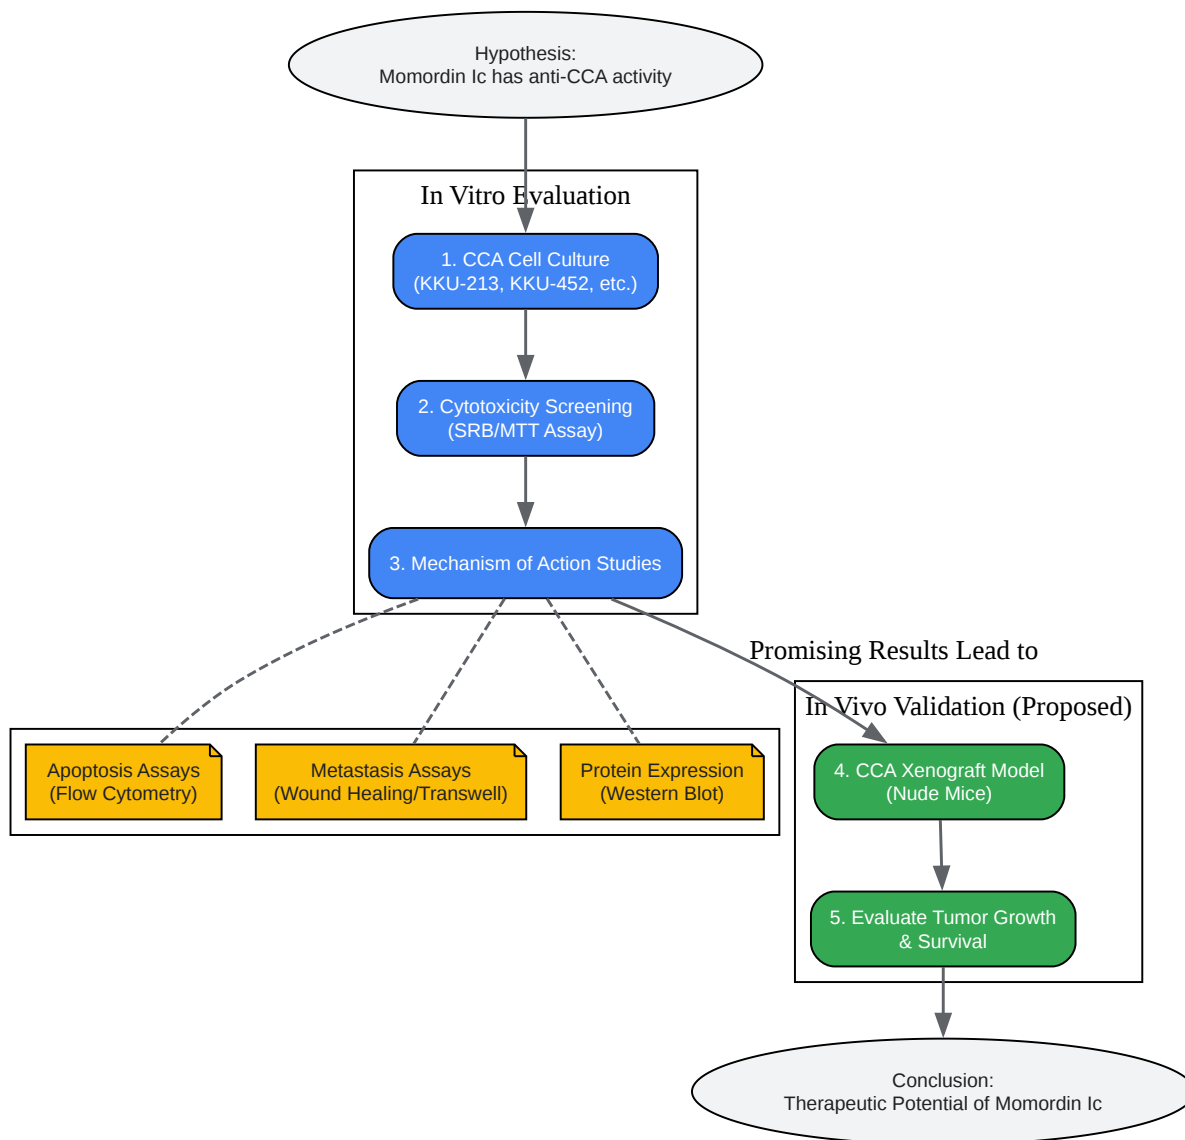 Hypothesis:
Momordin Ic has anti-CCA activity
In Vitro Evaluation
1. CCA Cell Culture
(KKU-213, KKU-452, etc.)
2. Cytotoxicity Screening
(SRB/MTT Assay)
3. Mechanism of Action Studies
Promising Results Lead to
In Vivo Validation (Proposed)
Apoptosis Assays
(Flow Cytometry)
Metastasis Assays
(Wound Healing/Transwell)
Protein Expression
(Western Blot)
4. CCA Xenograft Model
(Nude Mice)
5. Evaluate Tumor Growth
& Survival
Conclusion:
Therapeutic Potential of Momordin Ic